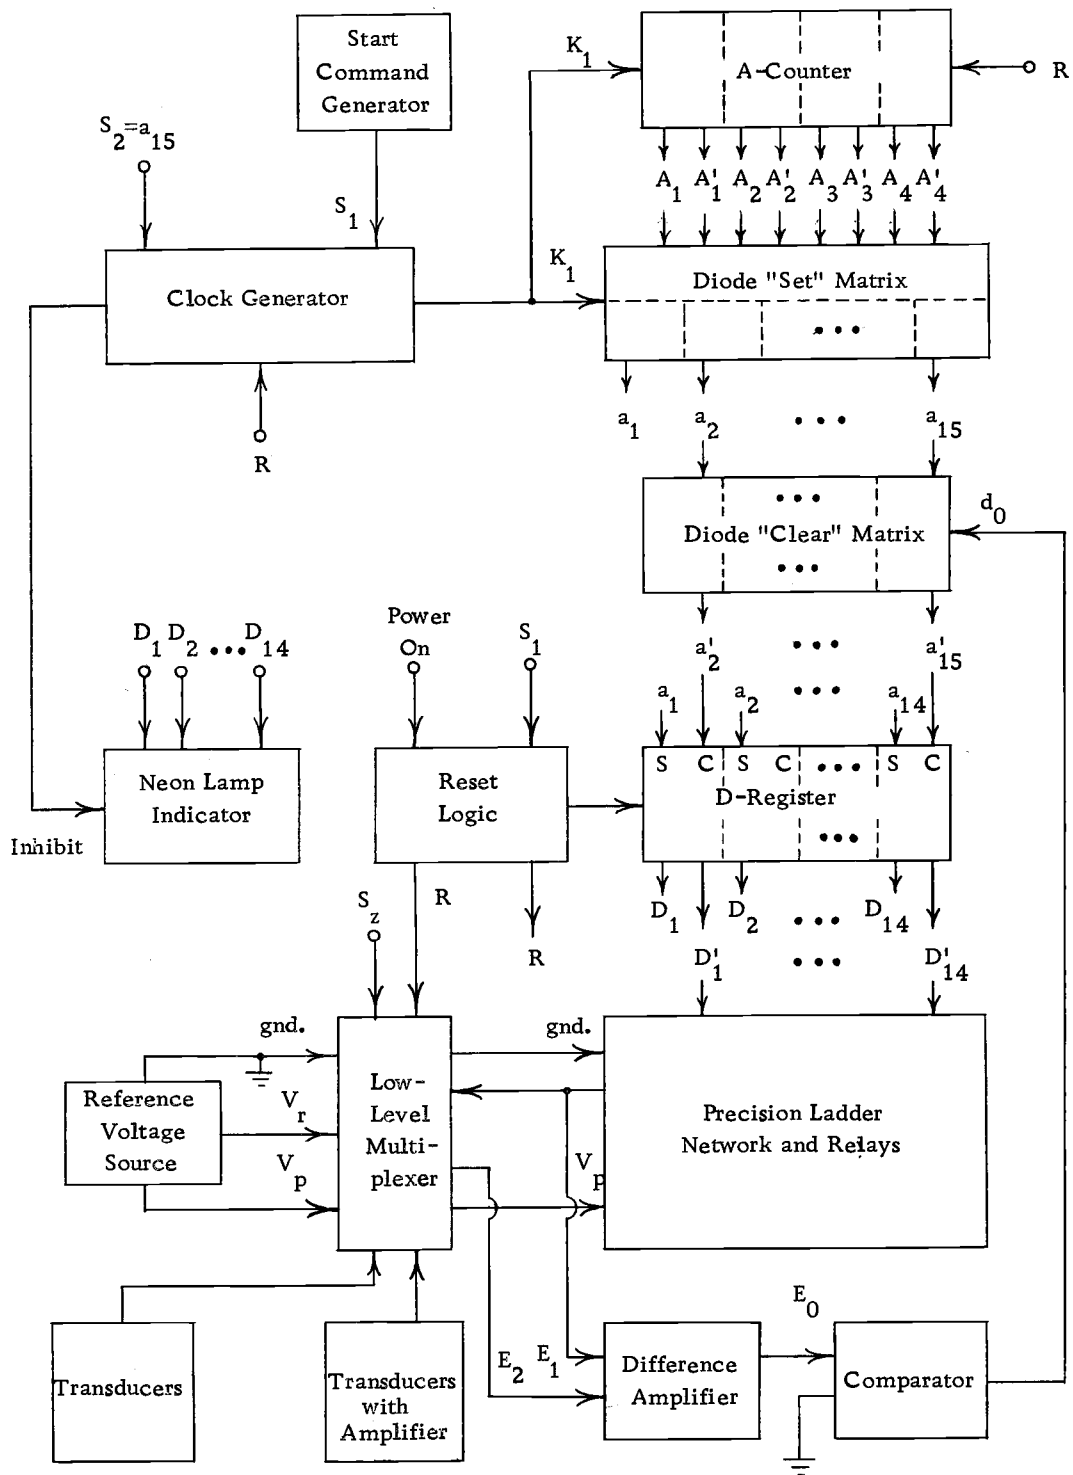 Start
Command
Generator
S2=a15
S1
K1
A-Counter
R
A1 A'1 A2 A'2 A3 A'3 A4 A'4
K1
Clock Generator
Diode "Set" Matrix
•••
R
a1 a2 ••• a15
•••
d0
Diode "Clear" Matrix
•••
D1 D2 ••• D14
Power
On
S1
a'2 ••• a'15
a1 a2 ••• a14
S C S C ••• S C
D-Register
•••
Neon Lamp
Indicator
Reset
Logic
Inhibit
Sz
R
R
D1 D2 ••• D14
D'1 ••• D'14
gnd.
gnd.
Reference
Voltage
Source
Vr
Vp
Low-
Level
Multi-
plexer
Vp
Precision Ladder
Network and Relays
E0
Transducers
Transducers
with
Amplifier
E2 E1
Difference
Amplifier
Comparator